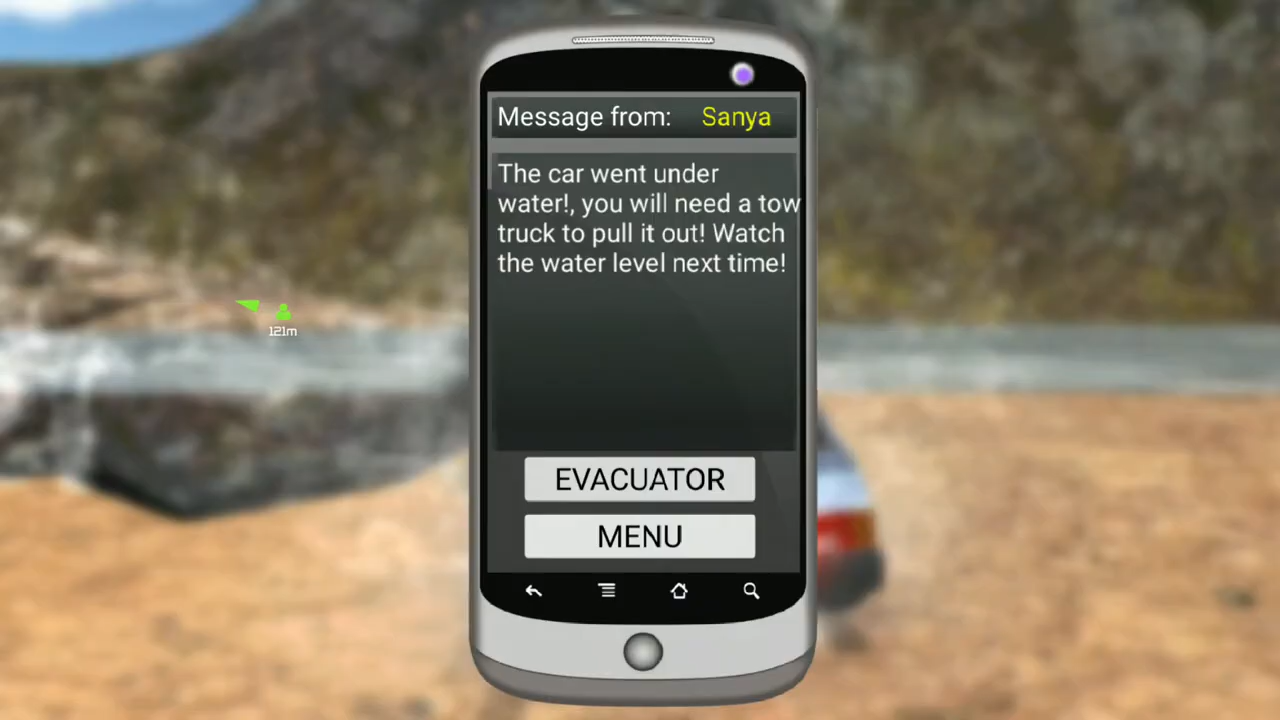 Message from: Sanya
The car went under
water!, you will need a tow
truck to pull it out! Watch
the water level next time!
121m
EVACUATOR
MENU